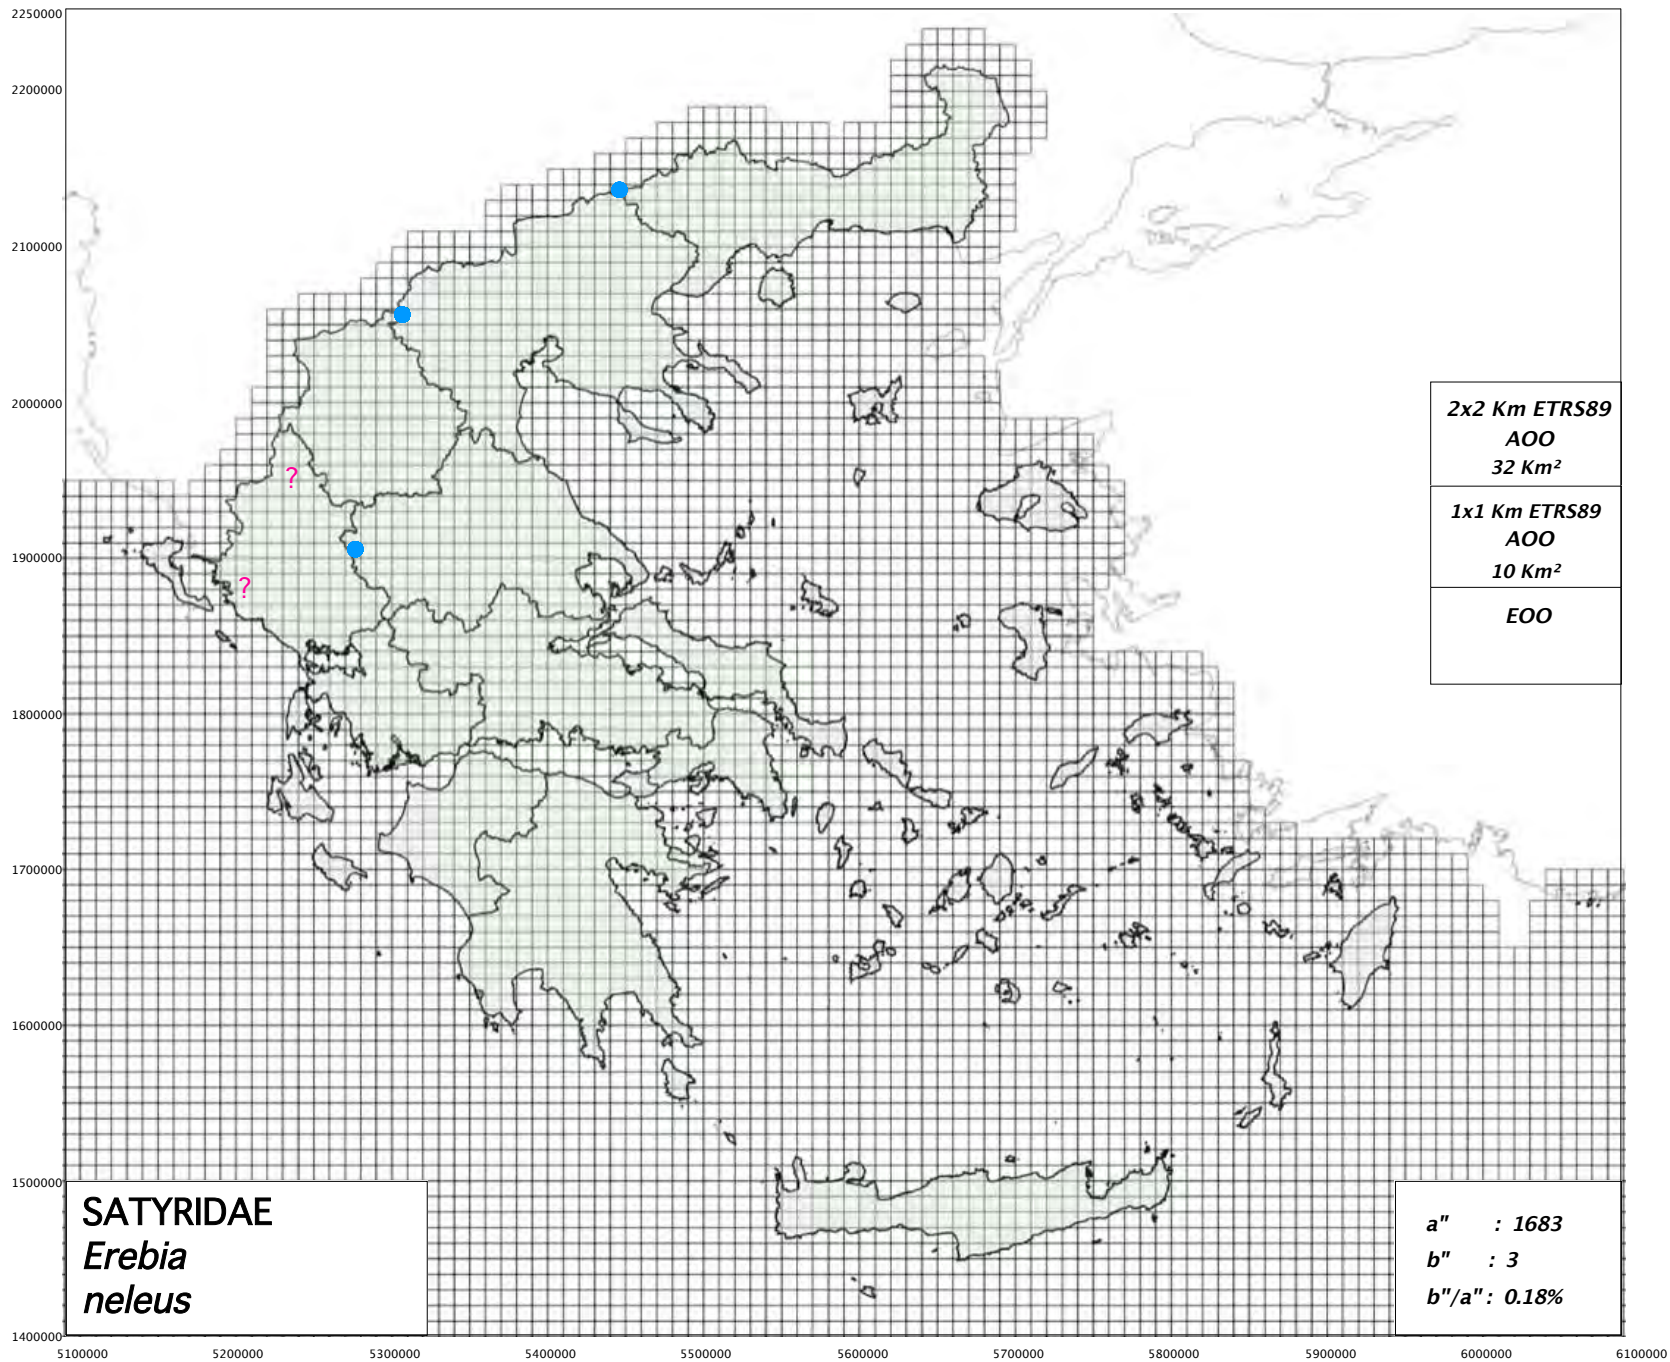 2250000
2200000
2100000
2000000
1900000
1800000
1700000
1600000
1500000
1400000
5100000 5200000 5300000 5400000 5500000 5600000 5700000 5800000 5900000 6000000 6100000
?
?
2x2 Km ETRS89
AOO
32 Km²
1x1 Km ETRS89
AOO
10 Km²
EOO
SATYRIDAE
Erebia
neleus
a" : 1683
b" : 3
b"/a" : 0.18%